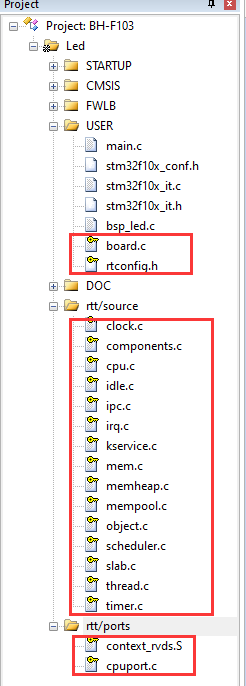 Project
Project: BH-F103
Led
STARTUP
CMSIS
FWLB
USER
main.c
stm32f10x_conf.h
stm32f10x_it.c
stm32f10x_it.h
bsp_led.c
board.c
rtconfig.h
DOC
rtt/source
clock.c
components.c
cpu.c
idle.c
ipc.c
irq.c
kservice.c
mem.c
memheap.c
mempool.c
object.c
scheduler.c
slab.c
thread.c
timer.c
rtt/ports
context_rvds.S
cpuport.c